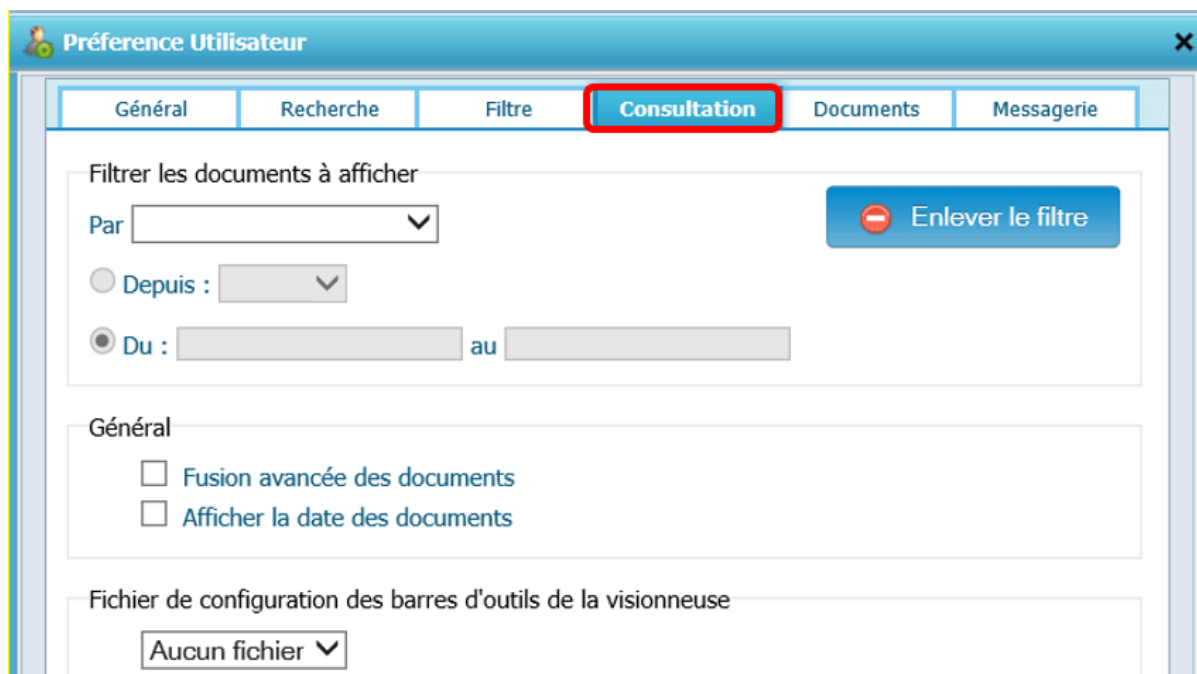 Préference Utilisateur
Général Recherche Filtre Consultation Documents Messagerie
Filtrer les documents à afficher
Par
Enlever le filtre
Depuis :
Du : au
Général
Fusion avancée des documents
Afficher la date des documents
Fichier de configuration des barres d'outils de la visionneuse
Aucun fichier